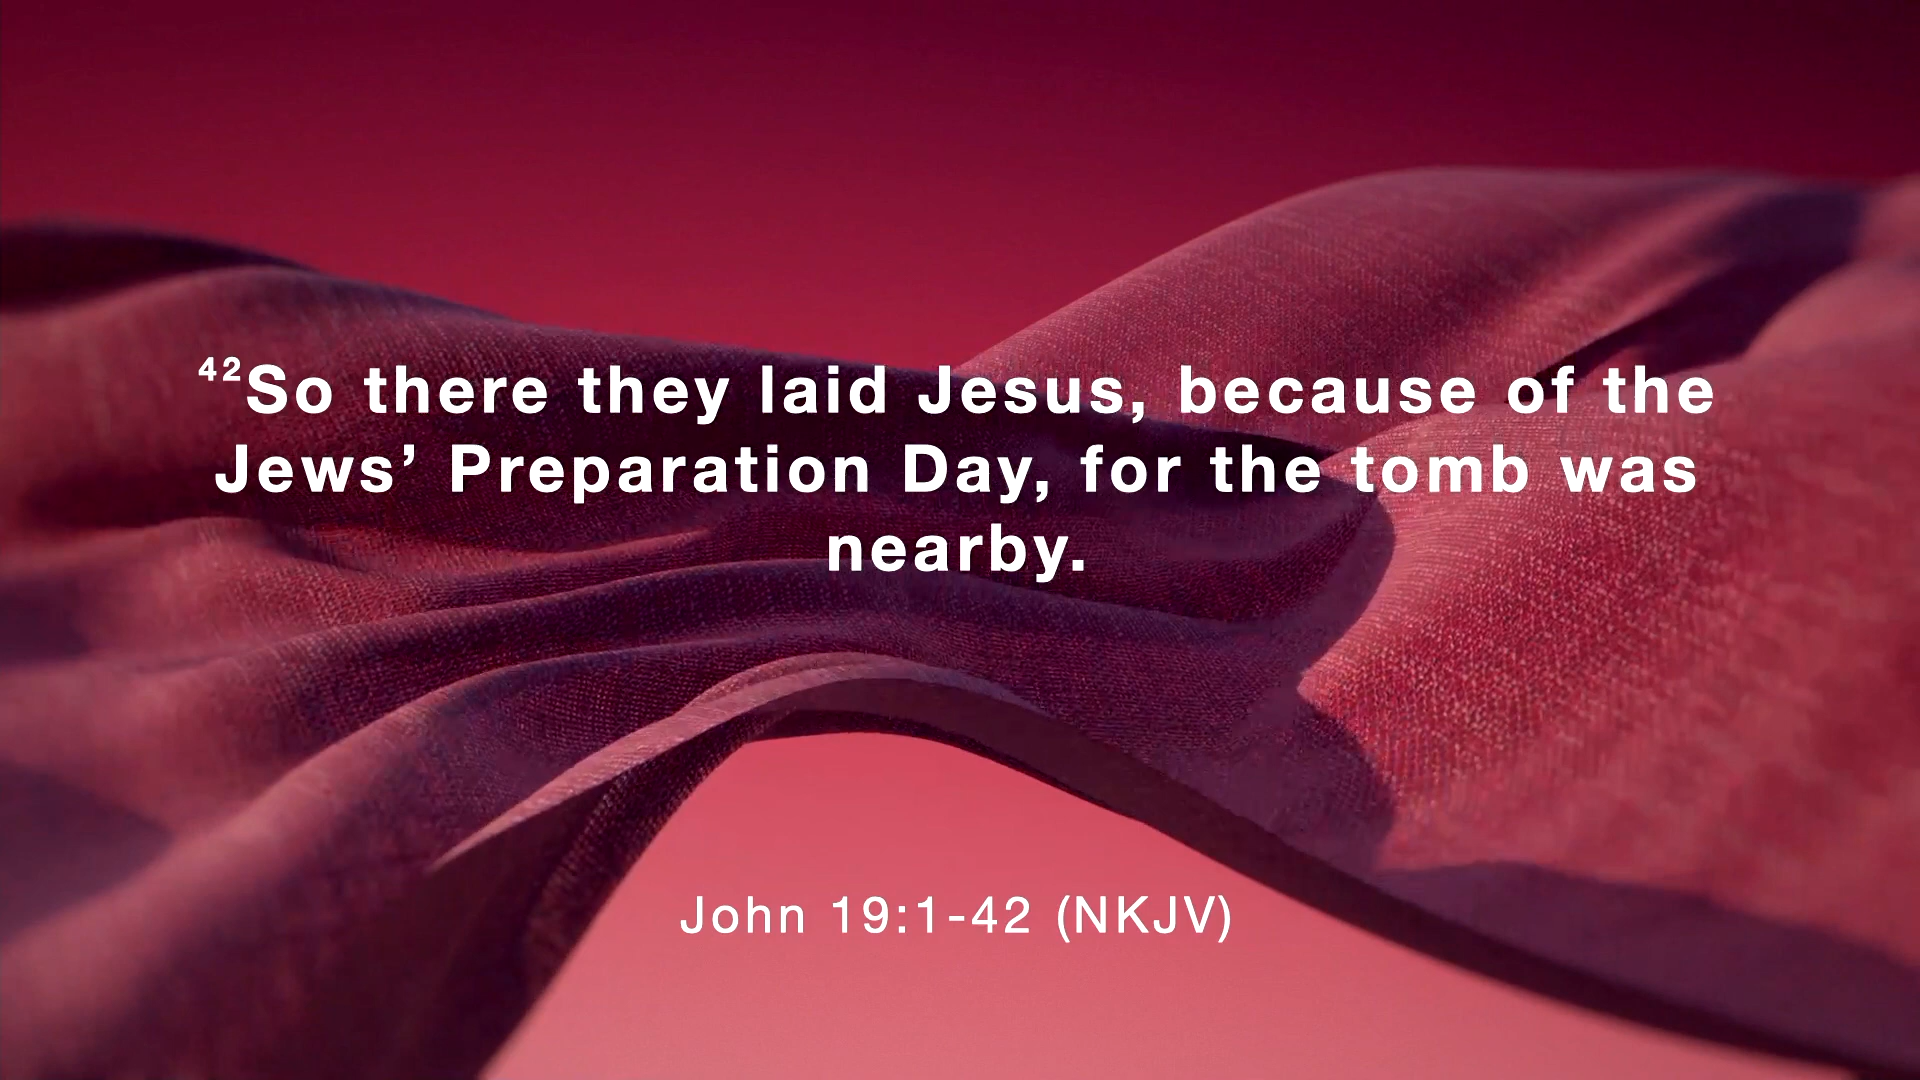 ⁴²So there they laid Jesus, because of the
Jews’ Preparation Day, for the tomb was
nearby.
John 19:1-42 (NKJV)